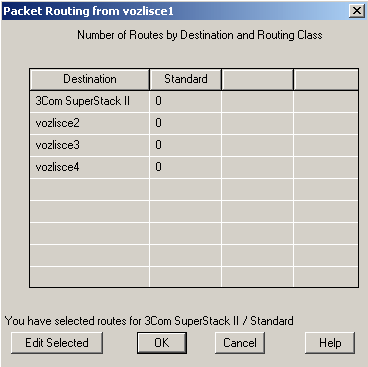 Packet Routing from vozlisce1
Number of Routes by Destination and Routing Class
Destination Standard
3Com SuperStack II 0
vozlisce2 0
vozlisce3 0
vozlisce4 0
You have selected routes for 3Com SuperStack II / Standard
Edit Selected OK Cancel Help